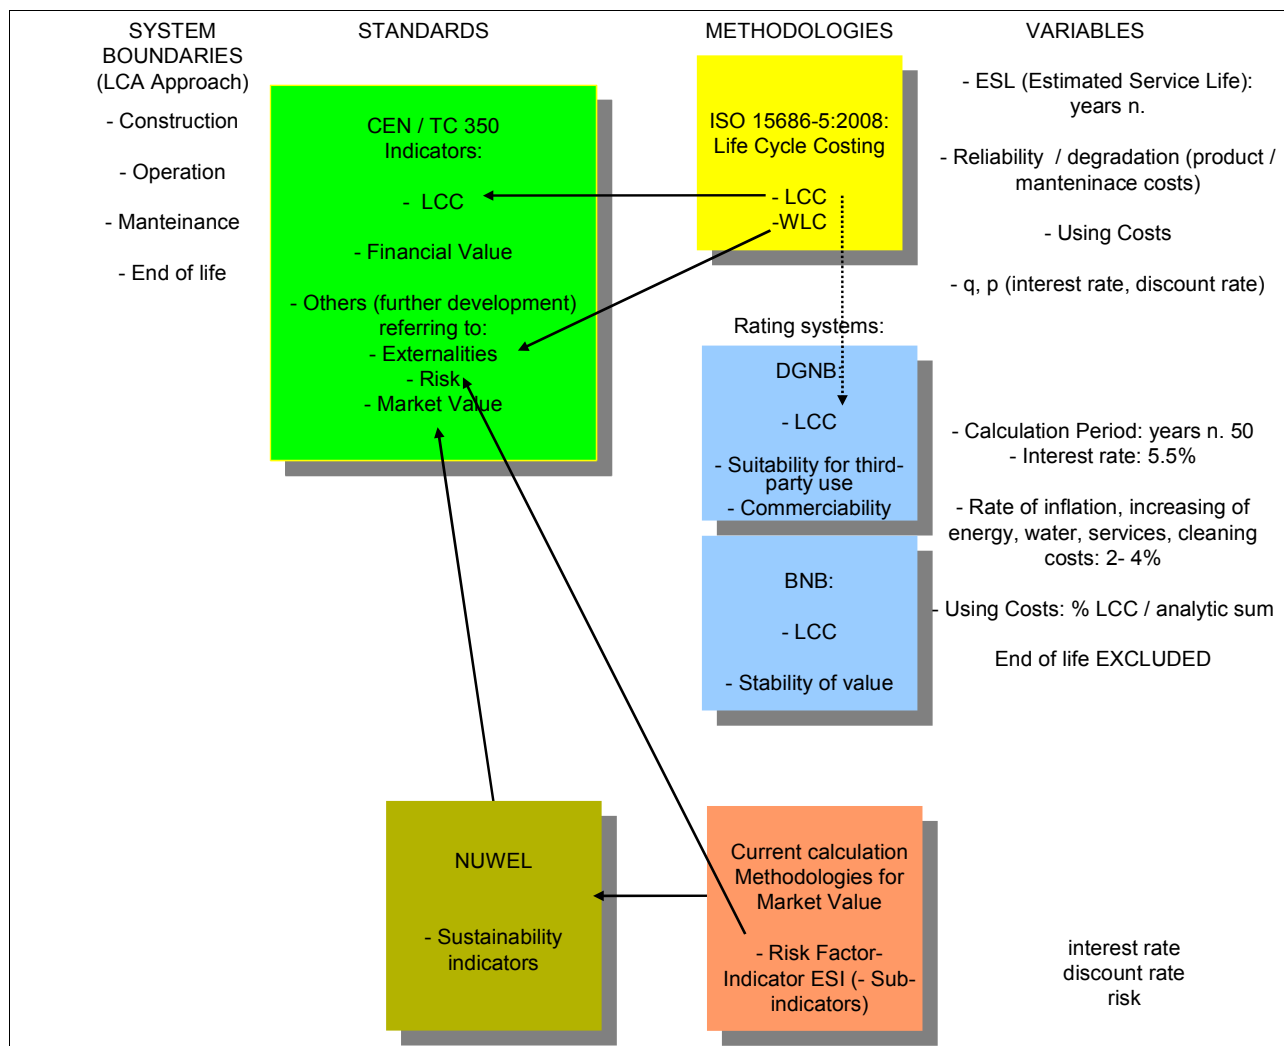 SYSTEM
BOUNDARIES
(LCA Approach)
- Construction
- Operation
- Manteinance
- End of life
STANDARDS
CEN / TC 350
Indicators:
- LCC
- Financial Value
- Others (further development)
referring to:
- Externalities
- Risk
- Market Value
NUWEL
- Sustainability
indicators
METHODOLOGIES
ISO 15686-5:2008:
Life Cycle Costing
- LCC
-WLC
Rating systems:
DGNB:
- LCC
- Suitability for third-
party use
- Commerciability
BNB:
- LCC
- Stability of value
Current calculation
Methodologies for
Market Value
- Risk Factor-
Indicator ESI (- Sub-
indicators)
VARIABLES
- ESL (Estimated Service Life):
years n.
- Reliability / degradation (product /
manteninace costs)
- Using Costs
- q, p (interest rate, discount rate)
- Calculation Period: years n. 50
- Interest rate: 5.5%
- Rate of inflation, increasing of
energy, water, services, cleaning
costs: 2- 4%
- Using Costs: % LCC / analytic sum
End of life EXCLUDED
interest rate
discount rate
risk